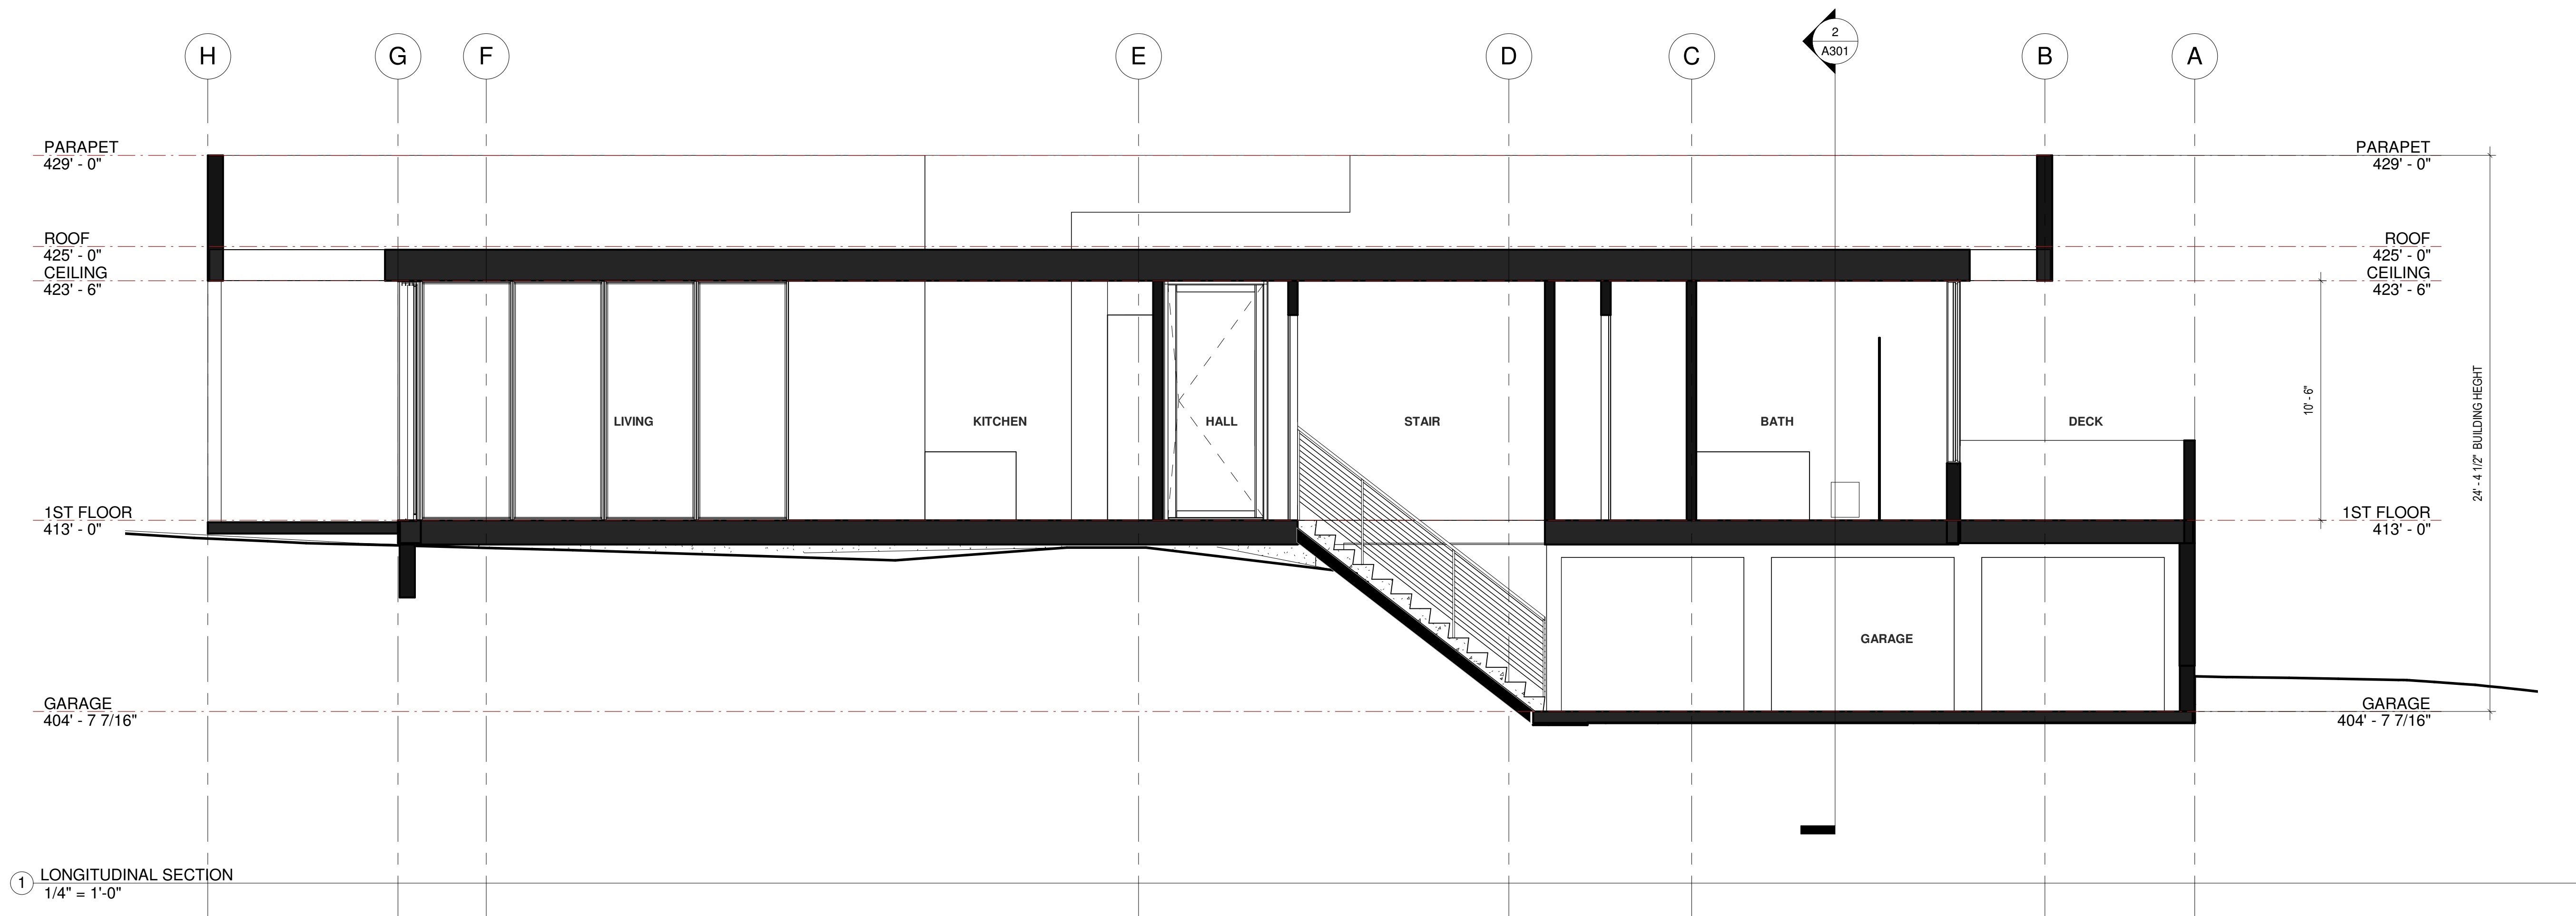 H G F E D C 2 B A
A301
PARAPET
429' - 0"
PARAPET
429' - 0"
ROOF
425' - 0"
CEILING
423' - 6"
ROOF
425' - 0"
CEILING
423' - 6"
LIVING
KITCHEN
HALL
STAIR
BATH
DECK
10' - 6"
24' - 4 1/2" BUILDING HEGHT
1ST FLOOR
413' - 0"
1ST FLOOR
413' - 0"
GARAGE
GARAGE
404' - 7 7/16"
GARAGE
404' - 7 7/16"
1 LONGITUDINAL SECTION
1/4" = 1'-0"